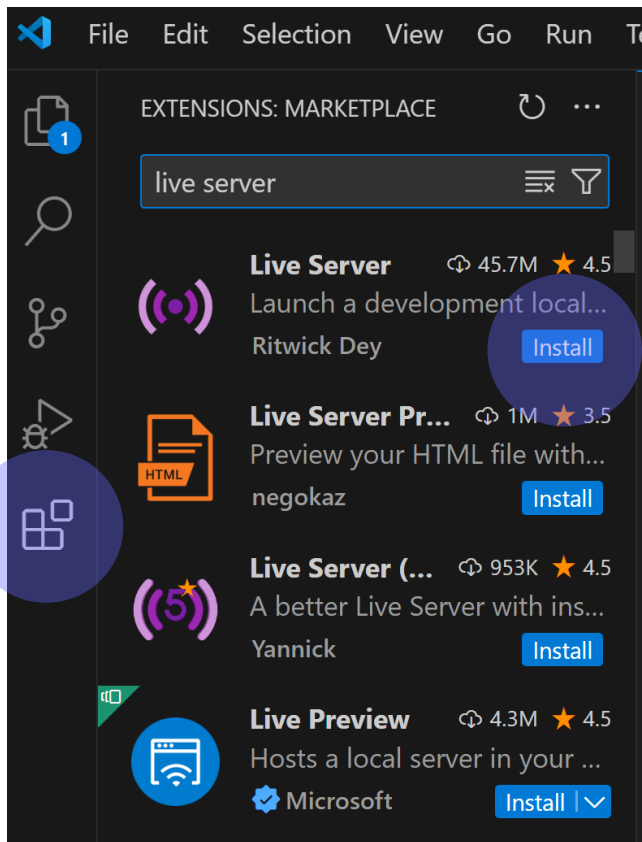 File Edit Selection View Go Run T
1
EXTENSIONS: MARKETPLACE ...
live server
Live Server 45.7M 4.5
Launch a development local...
Ritwick Dey Install
Live Server Pr... 1M 3.5
Preview your HTML file with...
HTML
negokaz Install
Live Server (... 953K 4.5
5
A better Live Server with ins...
Yannick Install
Live Preview 4.3M 4.5
Hosts a local server in your ...
Microsoft Install